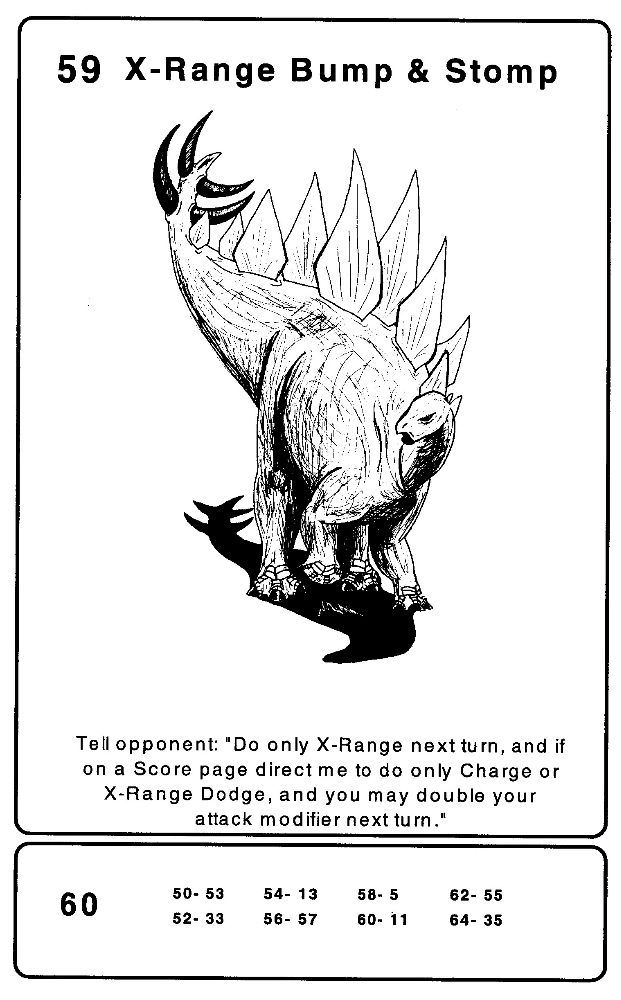 59 X-Range Bump & Stomp
Tell opponent: "Do only X-Range next turn, and if
on a Score page direct me to do only Charge or
X-Range Dodge, and you may double your
attack modifier next turn."
60
50- 53 54- 13 58- 5 62- 55
52- 33 56- 57 60- 11 64- 35